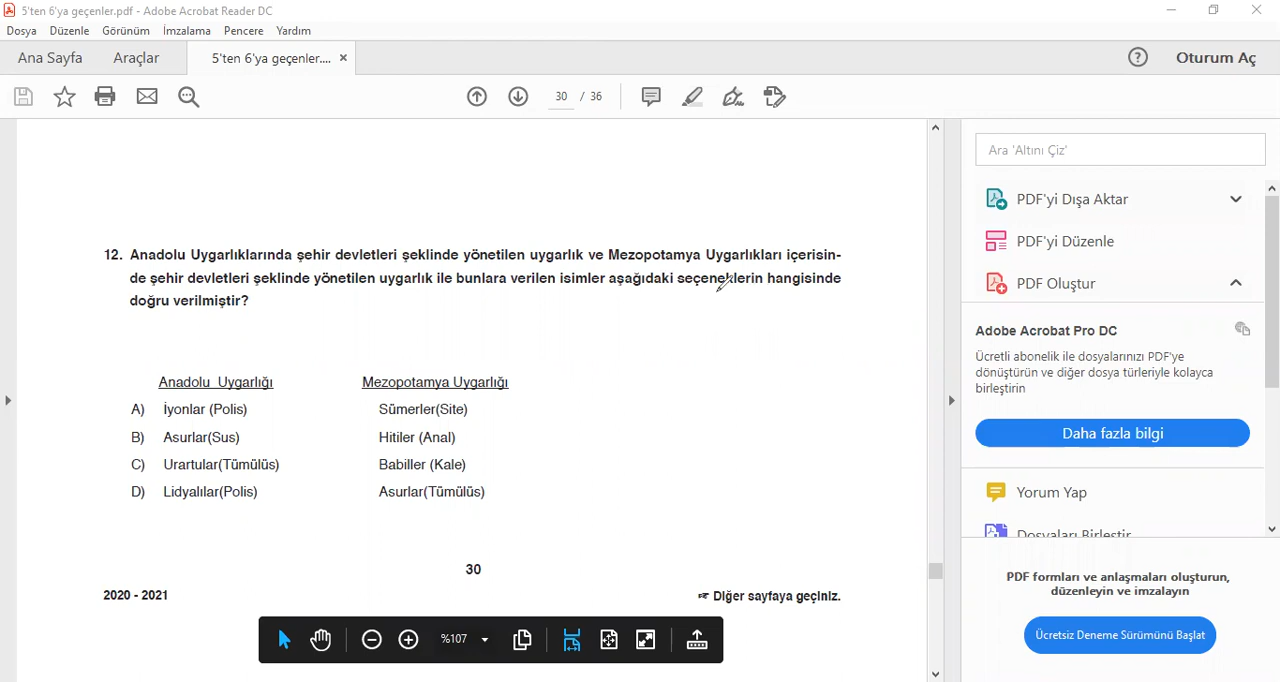 5'ten 6'ya geçenler.pdf - Adobe Acrobat Reader DC
Dosya Düzenle Görünüm İmzalama Pencere Yardım
Ana Sayfa Araçlar 5'ten 6'ya geçenler.... × ? Oturum Aç
30 / 36
Ara 'Altını Çiz'
PDF'yi Dışa Aktar
PDF'yi Düzenle
PDF Oluştur
Adobe Acrobat Pro DC
Ücretli abonelik ile dosyalarınızı PDF'ye
dönüştürün ve diğer dosya türleriyle kolayca
birleştirin
Daha fazla bilgi
Yorum Yap
Dosyaları Birleştir
PDF formları ve anlaşmaları oluşturun,
düzenleyin ve imzalayın
Ücretsiz Deneme Sürümünü Başlat
12. Anadolu Uygarlıklarında şehir devletleri şeklinde yönetilen uygarlık ve Mezopotamya Uygarlıkları içerisin-
de şehir devletleri şeklinde yönetilen uygarlık ile bunlara verilen isimler aşağıdaki seçeneklerin hangisinde
doğru verilmiştir?
Anadolu Uygarlığı Mezopotamya Uygarlığı
A) İyonlar (Polis) Sümerler(Site)
B) Asurlar(Sus) Hitiler (Anal)
C) Urartular(Tümülüs) Babiller (Kale)
D) Lidyalılar(Polis) Asurlar(Tümülüs)
30
2020 - 2021 ☞ Diğer sayfaya geçiniz.
%107